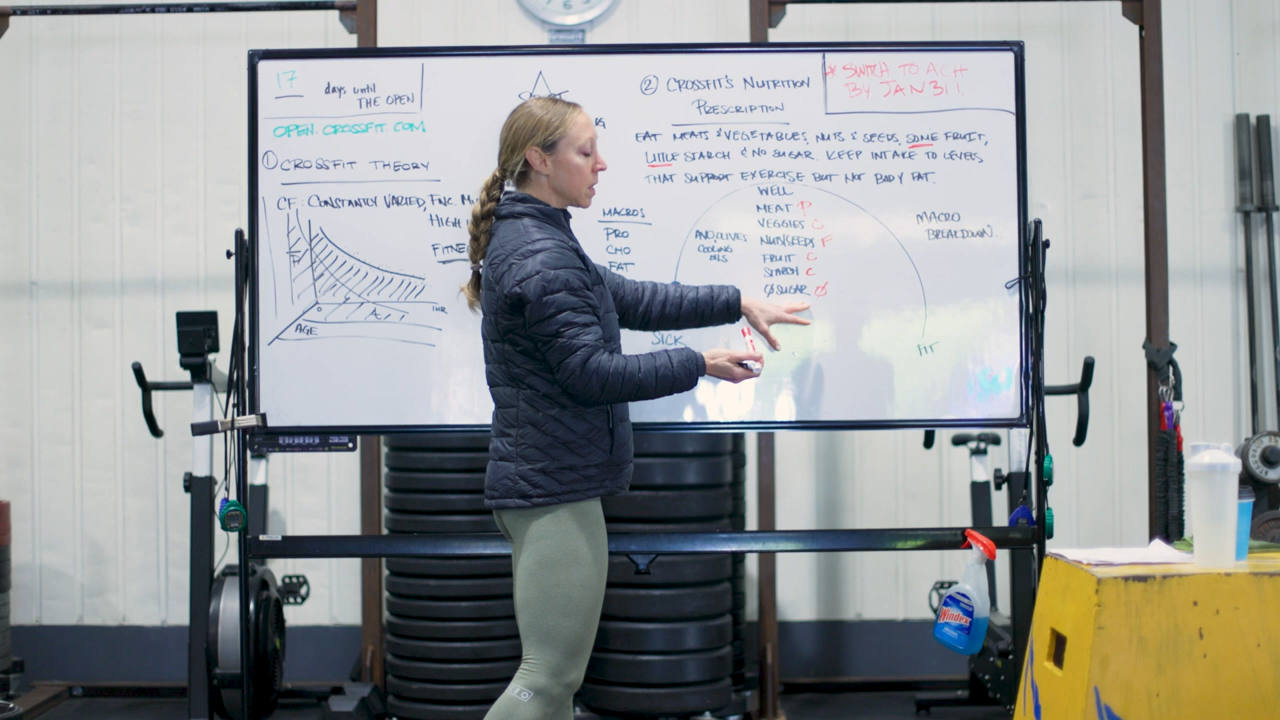 17
days until
THE OPEN
OPEN.CROSSFIT.COM
① CROSSFIT THEORY
CF: CONSTANTLY VARIED, FNC. M
HIGH
FITNE
1HR
AGE
② CROSSFIT'S NUTRITION
PRESCRIPTION
* SWITCH TO ACH
BY JAN 31!
EAT MEATS & VEGETABLES, NUTS & SEEDS, SOME FRUIT,
LITTLE STARCH & NO SUGAR. KEEP INTAKE TO LEVELS
THAT SUPPORT EXERCISE BUT NOT BODY FAT.
MACROS
PRO
CHO
FAT
AND, OLIVES
COOKING
OILS
WELL
MEAT P
VEGGIES C
NUTS/SEEDS F
FRUIT C
STARCH C
Ø SUGAR Ø
MACRO
BREAKDOWN.
SICK
FIT
Windex